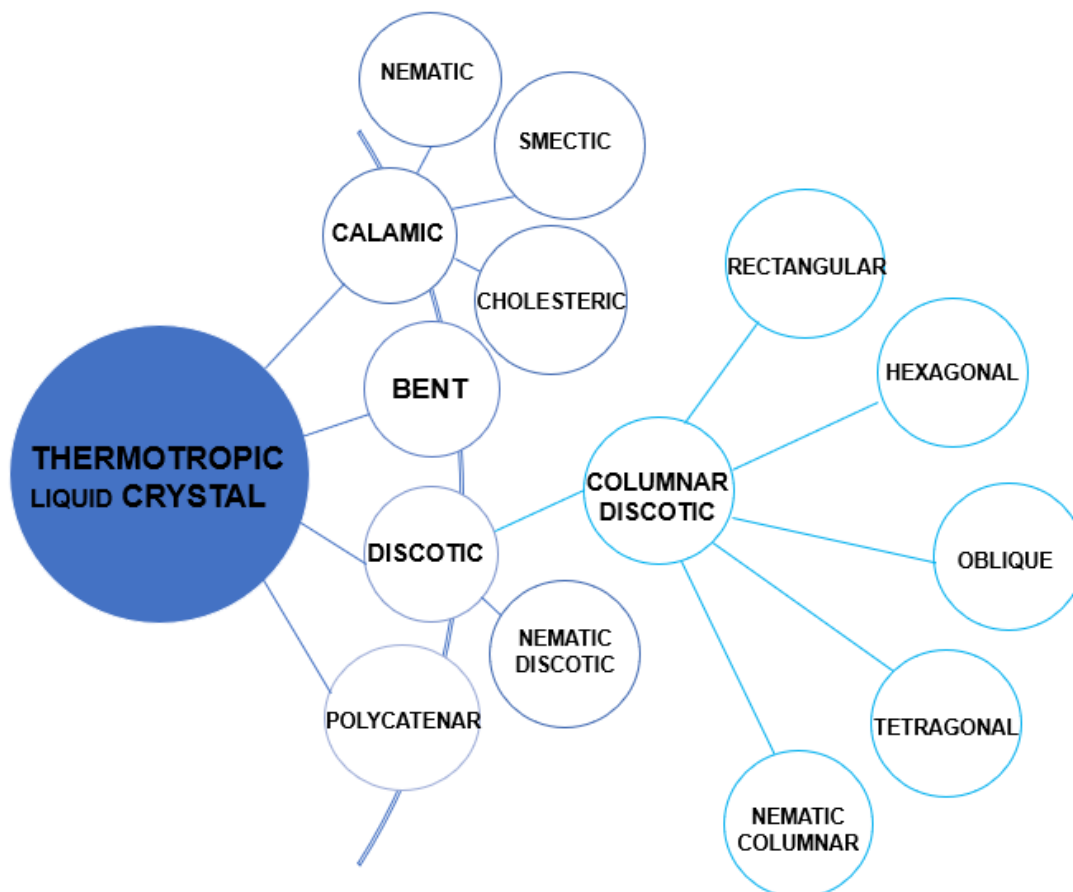 NEMATIC
SMECTIC
CALAMIC
CHOLESTERIC
BENT
THERMOTROPIC
LIQUID CRYSTAL
DISCOTIC
NEMATIC
DISCOTIC
POLYCATENAR
COLUMNAR
DISCOTIC
RECTANGULAR
HEXAGONAL
OBLIQUE
TETRAGONAL
NEMATIC
COLUMNAR